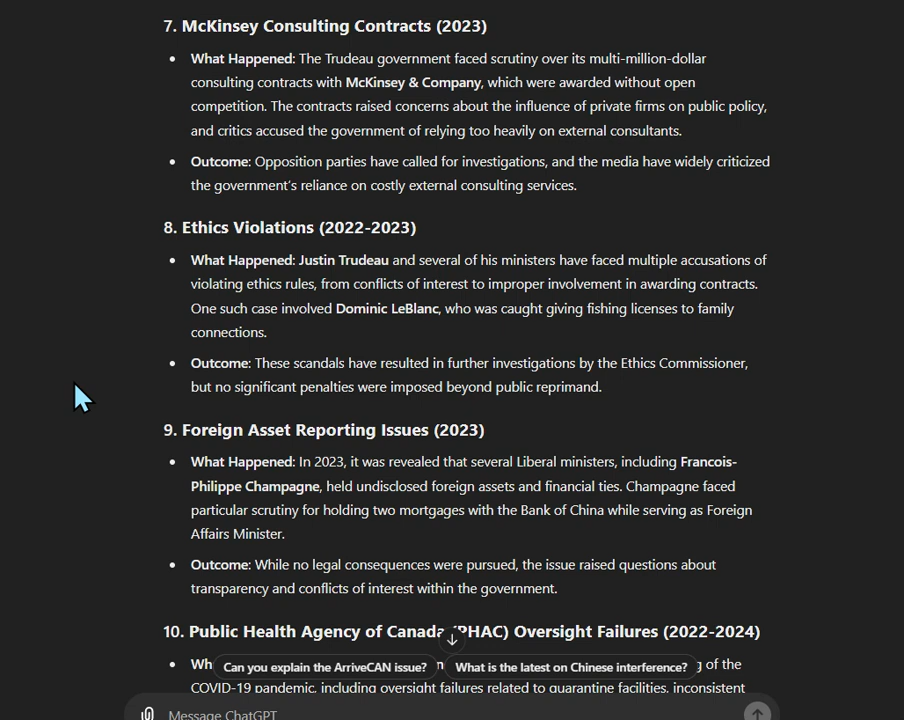 7. McKinsey Consulting Contracts (2023)
• What Happened: The Trudeau government faced scrutiny over its multi-million-dollar
consulting contracts with McKinsey & Company, which were awarded without open
competition. The contracts raised concerns about the influence of private firms on public policy,
and critics accused the government of relying too heavily on external consultants.
• Outcome: Opposition parties have called for investigations, and the media have widely criticized
the government's reliance on costly external consulting services.
8. Ethics Violations (2022-2023)
• What Happened: Justin Trudeau and several of his ministers have faced multiple accusations of
violating ethics rules, from conflicts of interest to improper involvement in awarding contracts.
One such case involved Dominic LeBlanc, who was caught giving fishing licenses to family
connections.
• Outcome: These scandals have resulted in further investigations by the Ethics Commissioner,
but no significant penalties were imposed beyond public reprimand.
9. Foreign Asset Reporting Issues (2023)
• What Happened: In 2023, it was revealed that several Liberal ministers, including Francois-
Philippe Champagne, held undisclosed foreign assets and financial ties. Champagne faced
particular scrutiny for holding two mortgages with the Bank of China while serving as Foreign
Affairs Minister.
• Outcome: While no legal consequences were pursued, the issue raised questions about
transparency and conflicts of interest within the government.
10. Public Health Agency of Canada (PHAC) Oversight Failures (2022-2024)
• Wh
Can you explain the ArriveCAN issue? What is the latest on Chinese interference?
of the
COVID-19 pandemic, including oversight failures related to quarantine facilities, inconsistent
Message ChatGPT